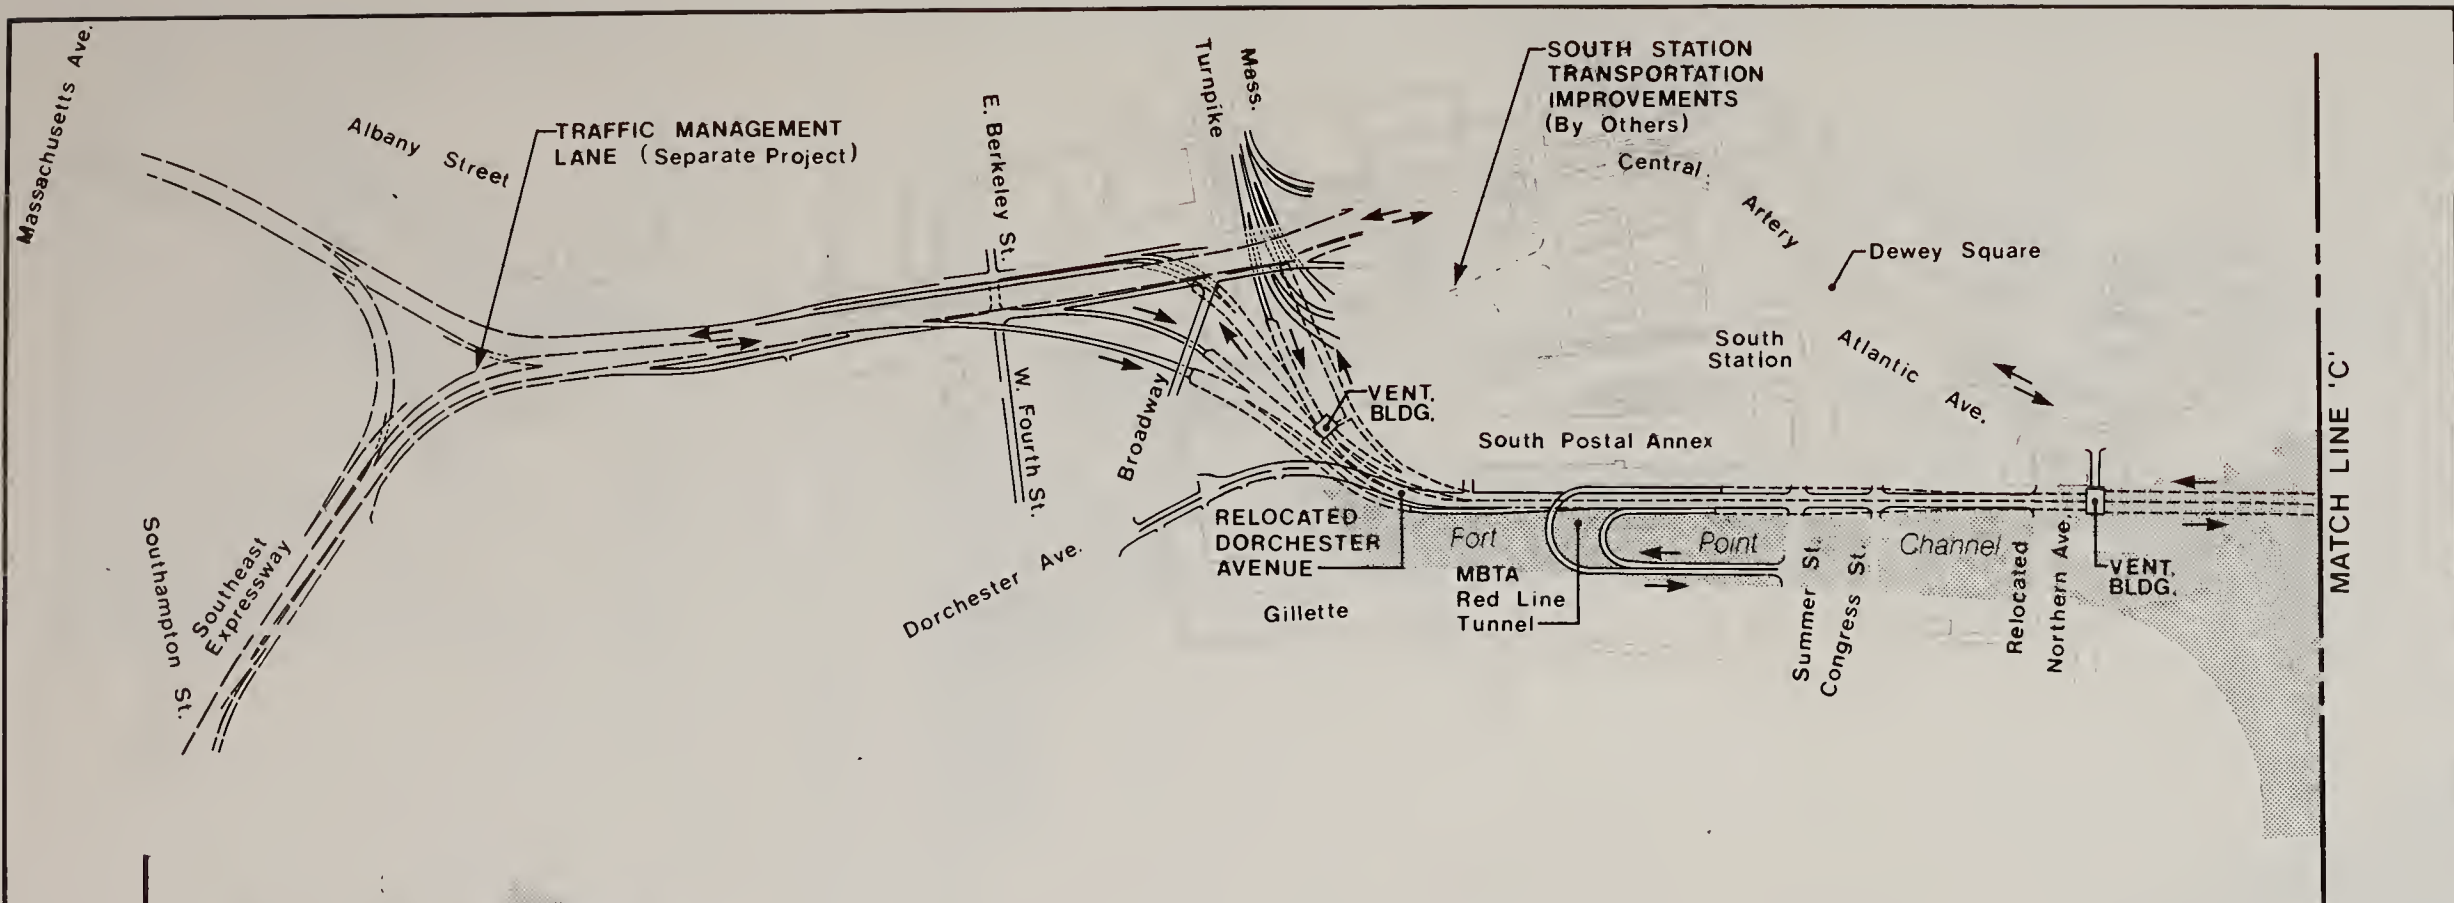 Massachusetts Ave.
Albany Street
TRAFFIC MANAGEMENT
LANE (Separate Project)
E. Berkeley St.
Turnpike
Mass.
SOUTH STATION
TRANSPORTATION
IMPROVEMENTS
(By Others)
Central Artery
Dewey Square
South
Station
Atlantic Ave.
MATCH LINE 'C'
W. Fourth St.
Broadway
VENT.
BLDG.
South Postal Annex
Southampton St.
Southeast
Expressway
Dorchester Ave.
RELOCATED
DORCHESTER
AVENUE
Fort Point Channel
MBTA
Red Line
Tunnel
Gillette
Summer St.
Congress St.
Relocated
Northern Ave.
VENT.
BLDG.